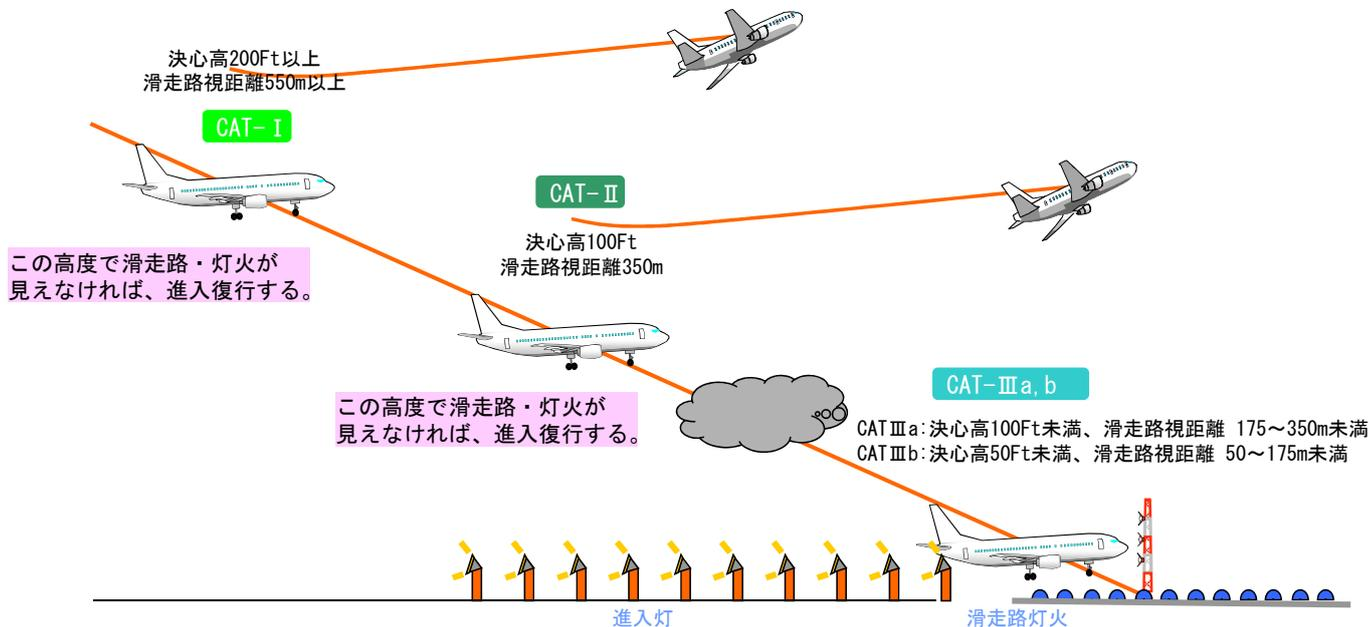 決心高200Ft以上
滑走路視距離550m以上
CAT-Ⅰ
この高度で滑走路・灯火が
見えなければ、進入復行する。
CAT-Ⅱ
決心高100Ft
滑走路視距離350m
この高度で滑走路・灯火が
見えなければ、進入復行する。
CAT-Ⅲa,b
CATⅢa:決心高100Ft未満、滑走路視距離 175～350m未満
CATⅢb:決心高50Ft未満、滑走路視距離 50～175m未満
進入灯
滑走路灯火